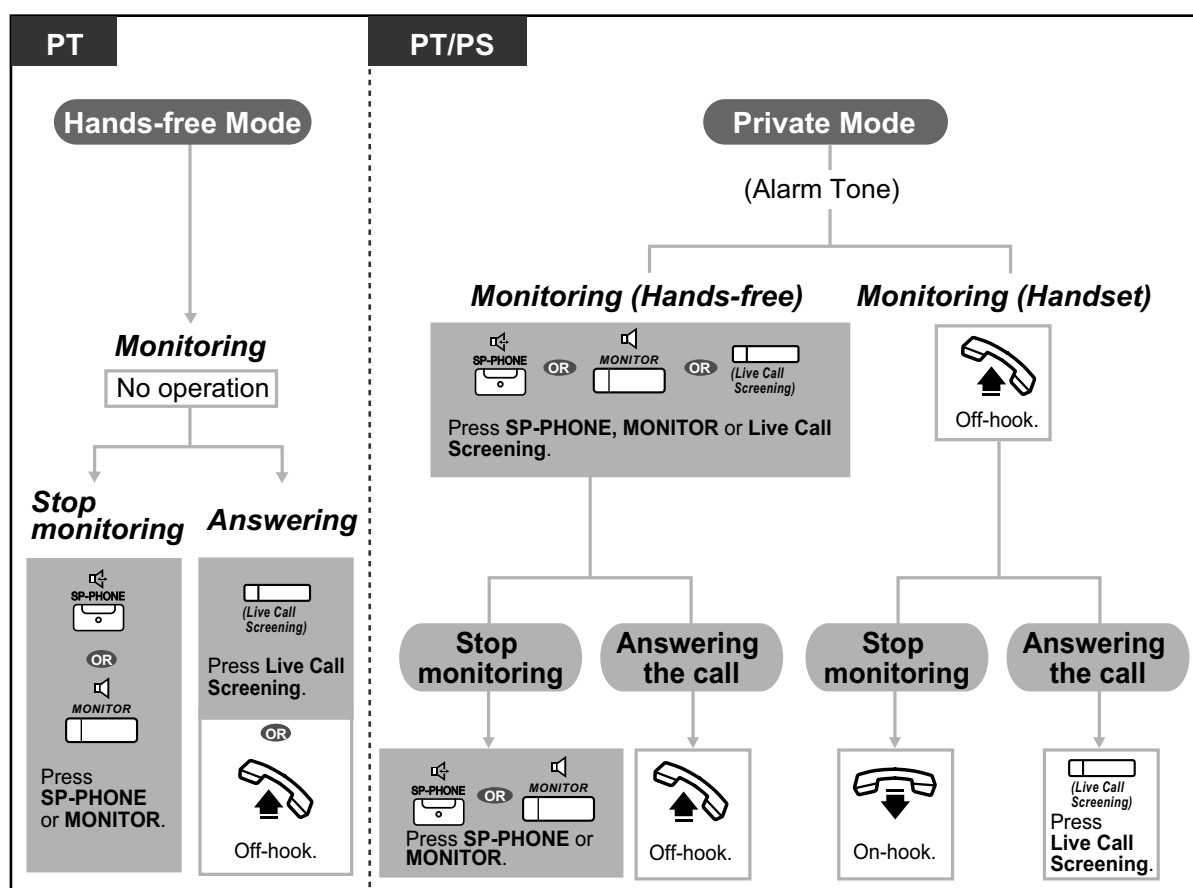 PT
Hands-free Mode
Monitoring
No operation
Stop
monitoring
SP-PHONE
OR
MONITOR
Press
SP-PHONE
or MONITOR.
Answering
(Live Call
Screening)
Press Live Call
Screening.
OR
Off-hook.
PT/PS
Private Mode
(Alarm Tone)
Monitoring (Hands-free)
SP-PHONE
OR
MONITOR
OR
(Live Call
Screening)
Press SP-PHONE, MONITOR or Live Call
Screening.
Stop
monitoring
SP-PHONE
OR
MONITOR
Press SP-PHONE or
MONITOR.
Answering
the call
Off-hook.
Monitoring (Handset)
Off-hook.
Stop
monitoring
On-hook.
Answering
the call
(Live Call
Screening)
Press
Live Call
Screening.